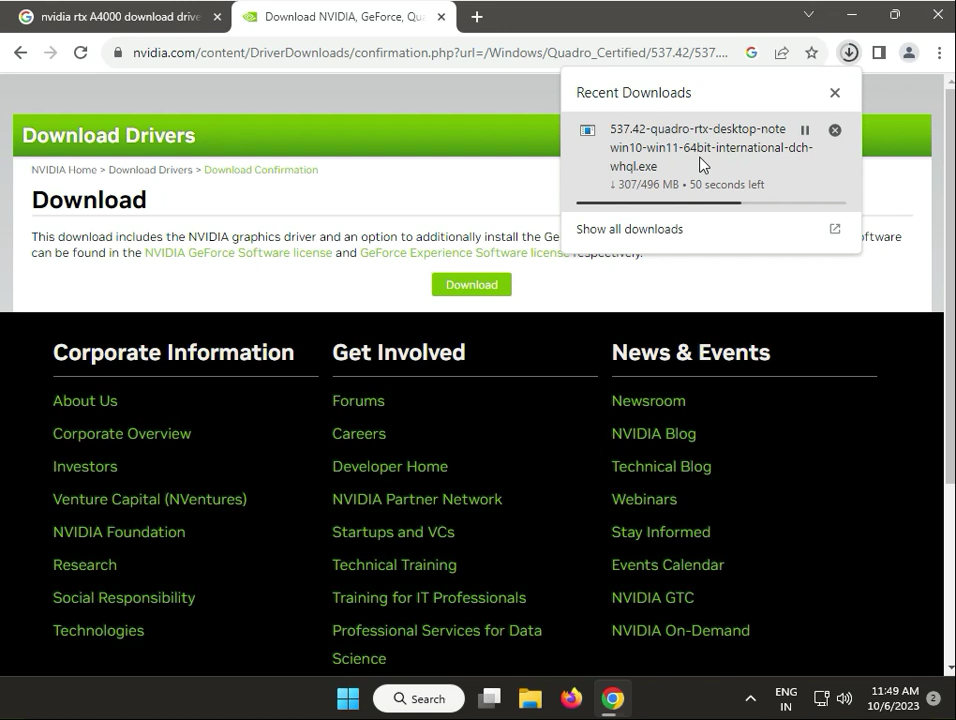 nvidia rtx A4000 download drive
Download NVIDIA, GeForce, Qu
nvidia.com/content/DriverDownloads/confirmation.php?url=/Windows/Quadro_Certified/537.42/537....
Recent Downloads
537.42-quadro-rtx-desktop-note
win10-win11-64bit-international-dch-
whql.exe
↓ 307/496 MB • 50 seconds left
Show all downloads
Download Drivers
NVIDIA Home > Download Drivers > Download Confirmation
Download
This download includes the NVIDIA graphics driver and an option to additionally install the Ge
oftware
can be found in the NVIDIA GeForce Software license and GeForce Experience Software license respectively.
Download
Corporate Information
Get Involved
News & Events
About Us
Forums
Newsroom
Corporate Overview
Careers
NVIDIA Blog
Investors
Developer Home
Technical Blog
Venture Capital (NVentures)
NVIDIA Partner Network
Webinars
NVIDIA Foundation
Startups and VCs
Stay Informed
Research
Technical Training
Events Calendar
Social Responsibility
Training for IT Professionals
NVIDIA GTC
Technologies
Professional Services for Data
Science
NVIDIA On-Demand
Search
ENG
IN
11:49 AM
10/6/2023
2